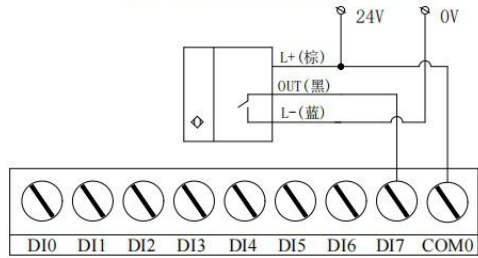 24V 0V
L+(棕)
OUT(黑)
L-(蓝)
DI0 DI1 DI2 DI3 DI4 DI5 DI6 DI7 COM0